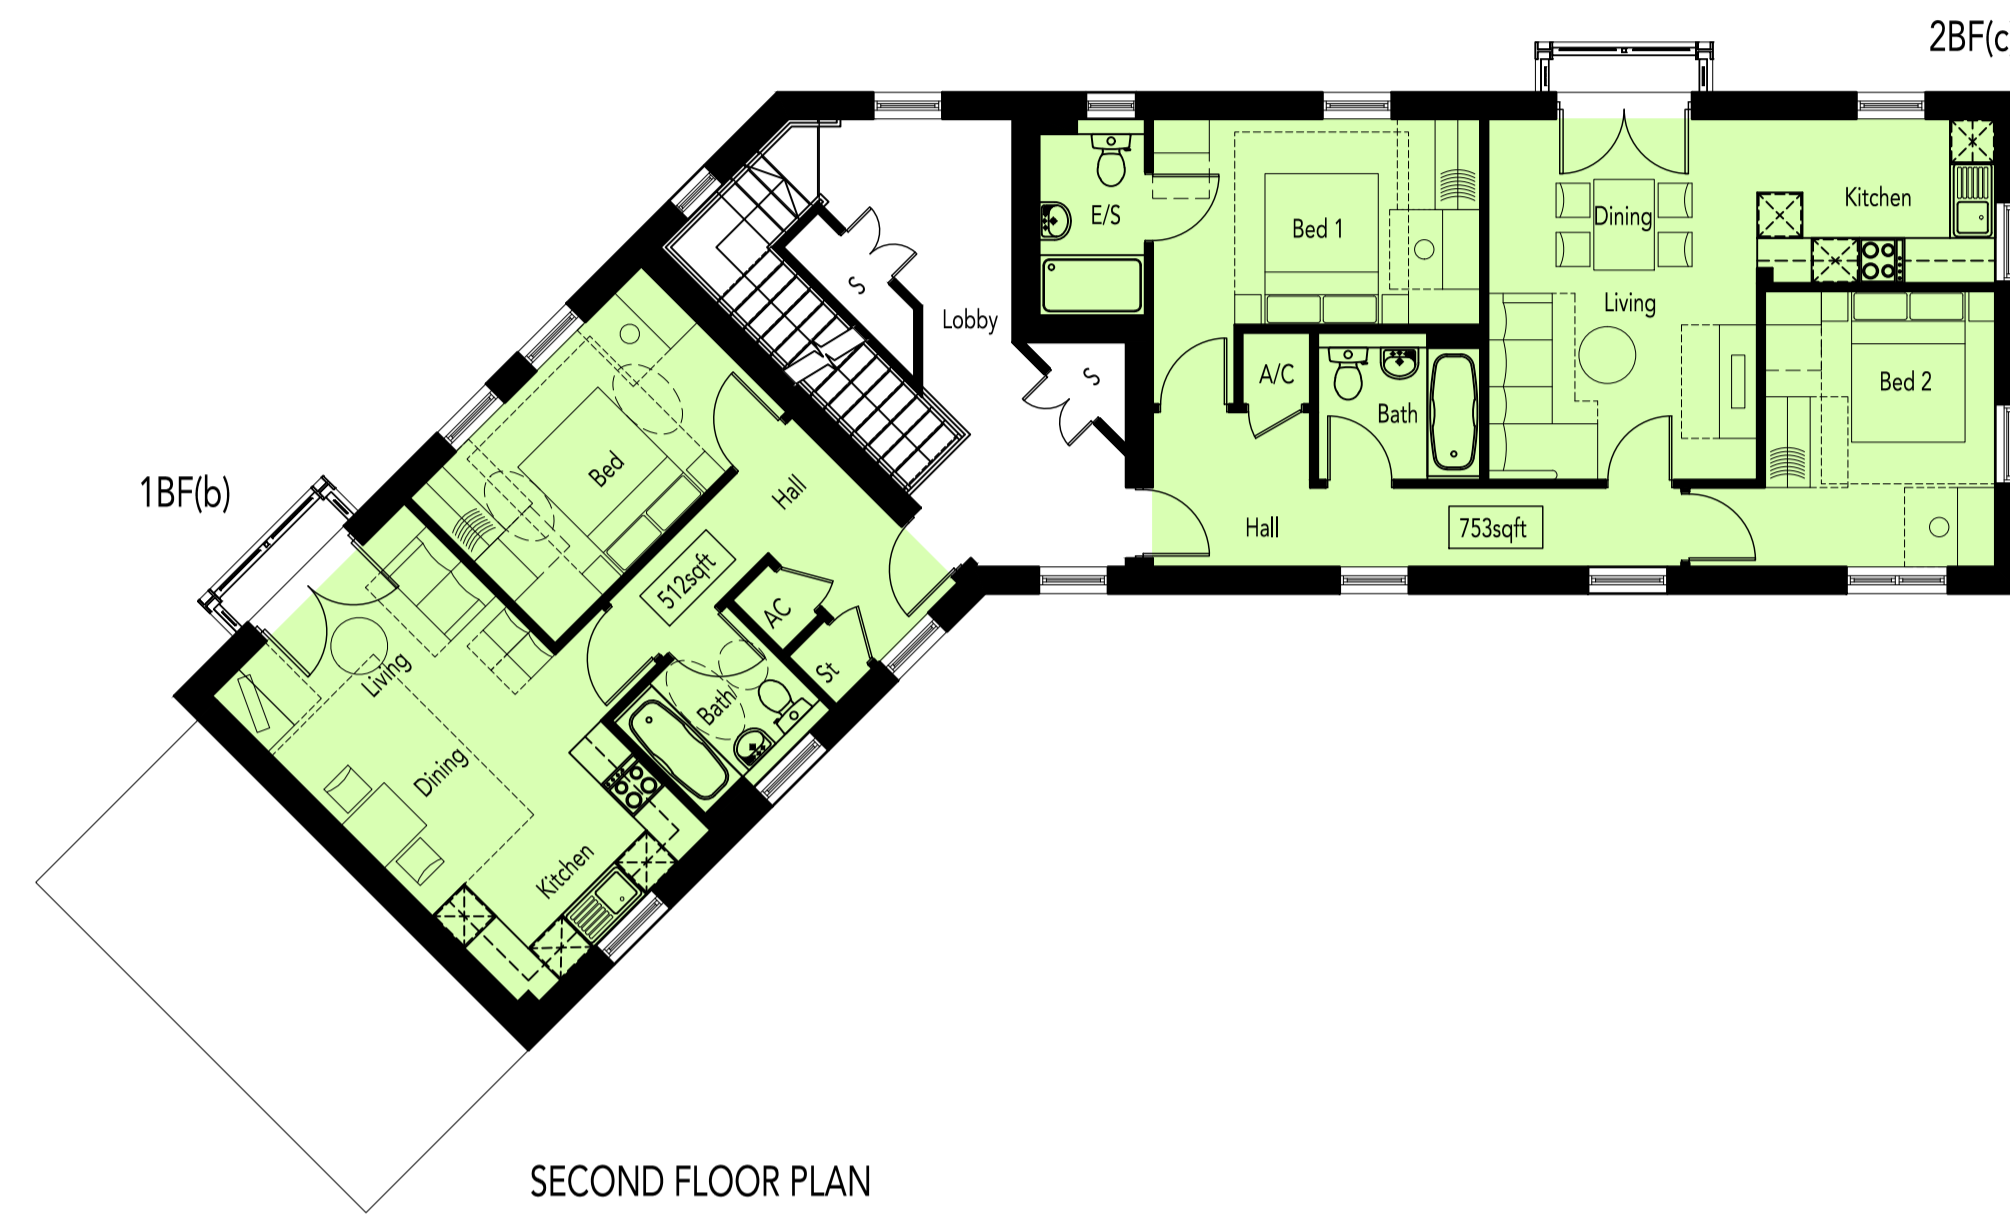 2BF(c
E/S
Bed 1
Dining
Kitchen
S
Lobby
Living
S
A/C
Bath
Bed 2
Hall
753sqft
1BF(b)
Bed
Hall
512sqft
AC
St
Living
Bath
Dining
Kitchen
SECOND FLOOR PLAN